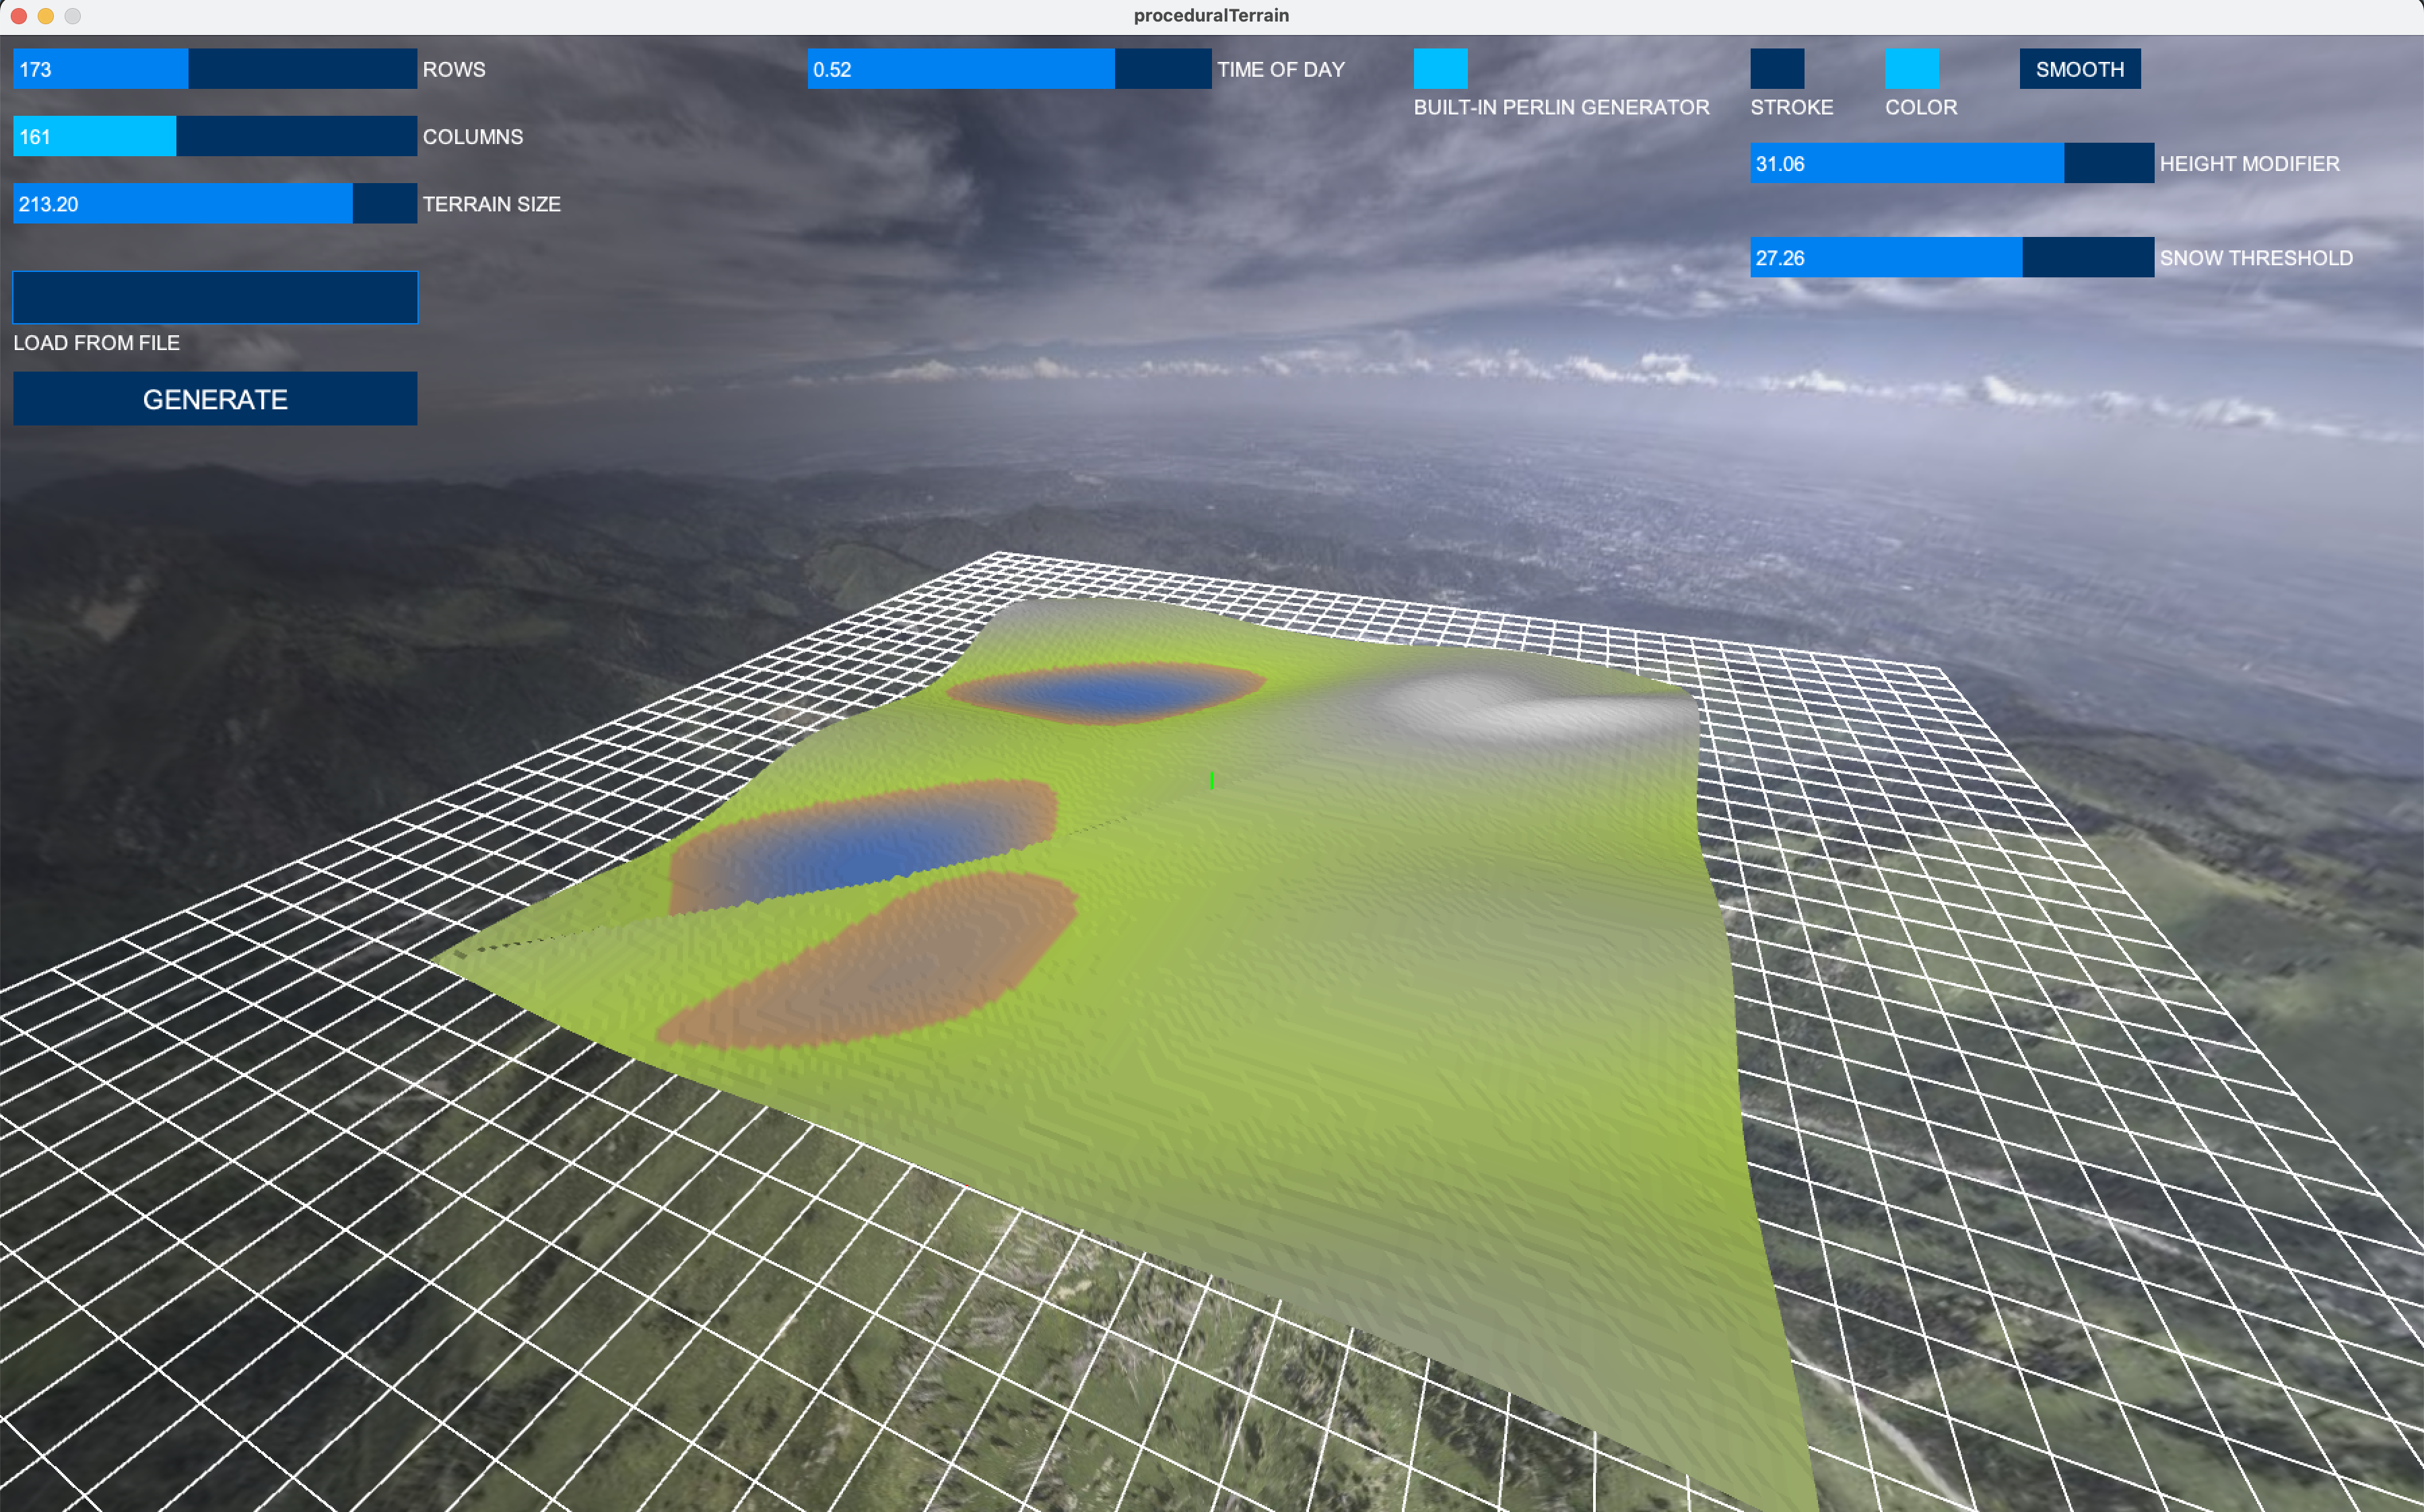 proceduralTerrain
173 ROWS
161 COLUMNS
213.20 TERRAIN SIZE
LOAD FROM FILE
GENERATE
0.52 TIME OF DAY
BUILT-IN PERLIN GENERATOR
STROKE
COLOR
SMOOTH
31.06 HEIGHT MODIFIER
27.26 SNOW THRESHOLD